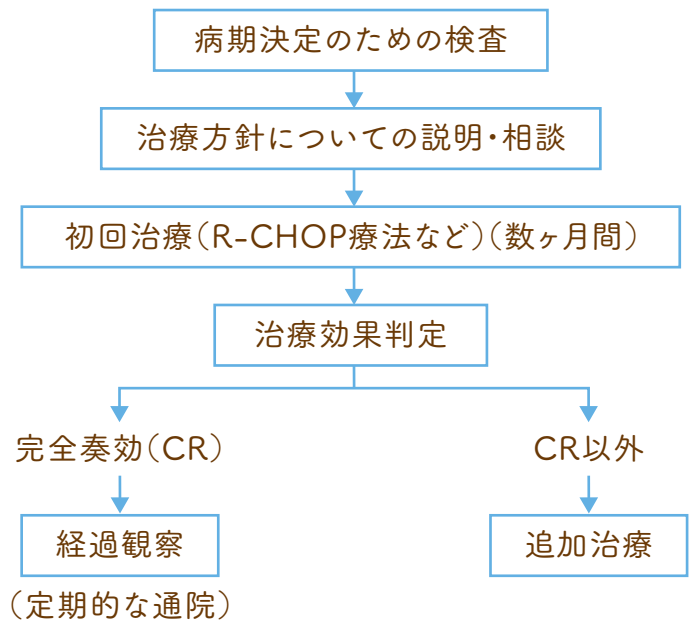 病期決定のための検査
治療方針についての説明・相談
初回治療（R-CHOP療法など）（数ヶ月間）
治療効果判定
完全奏効（CR）
CR以外
経過観察
追加治療
（定期的な通院）